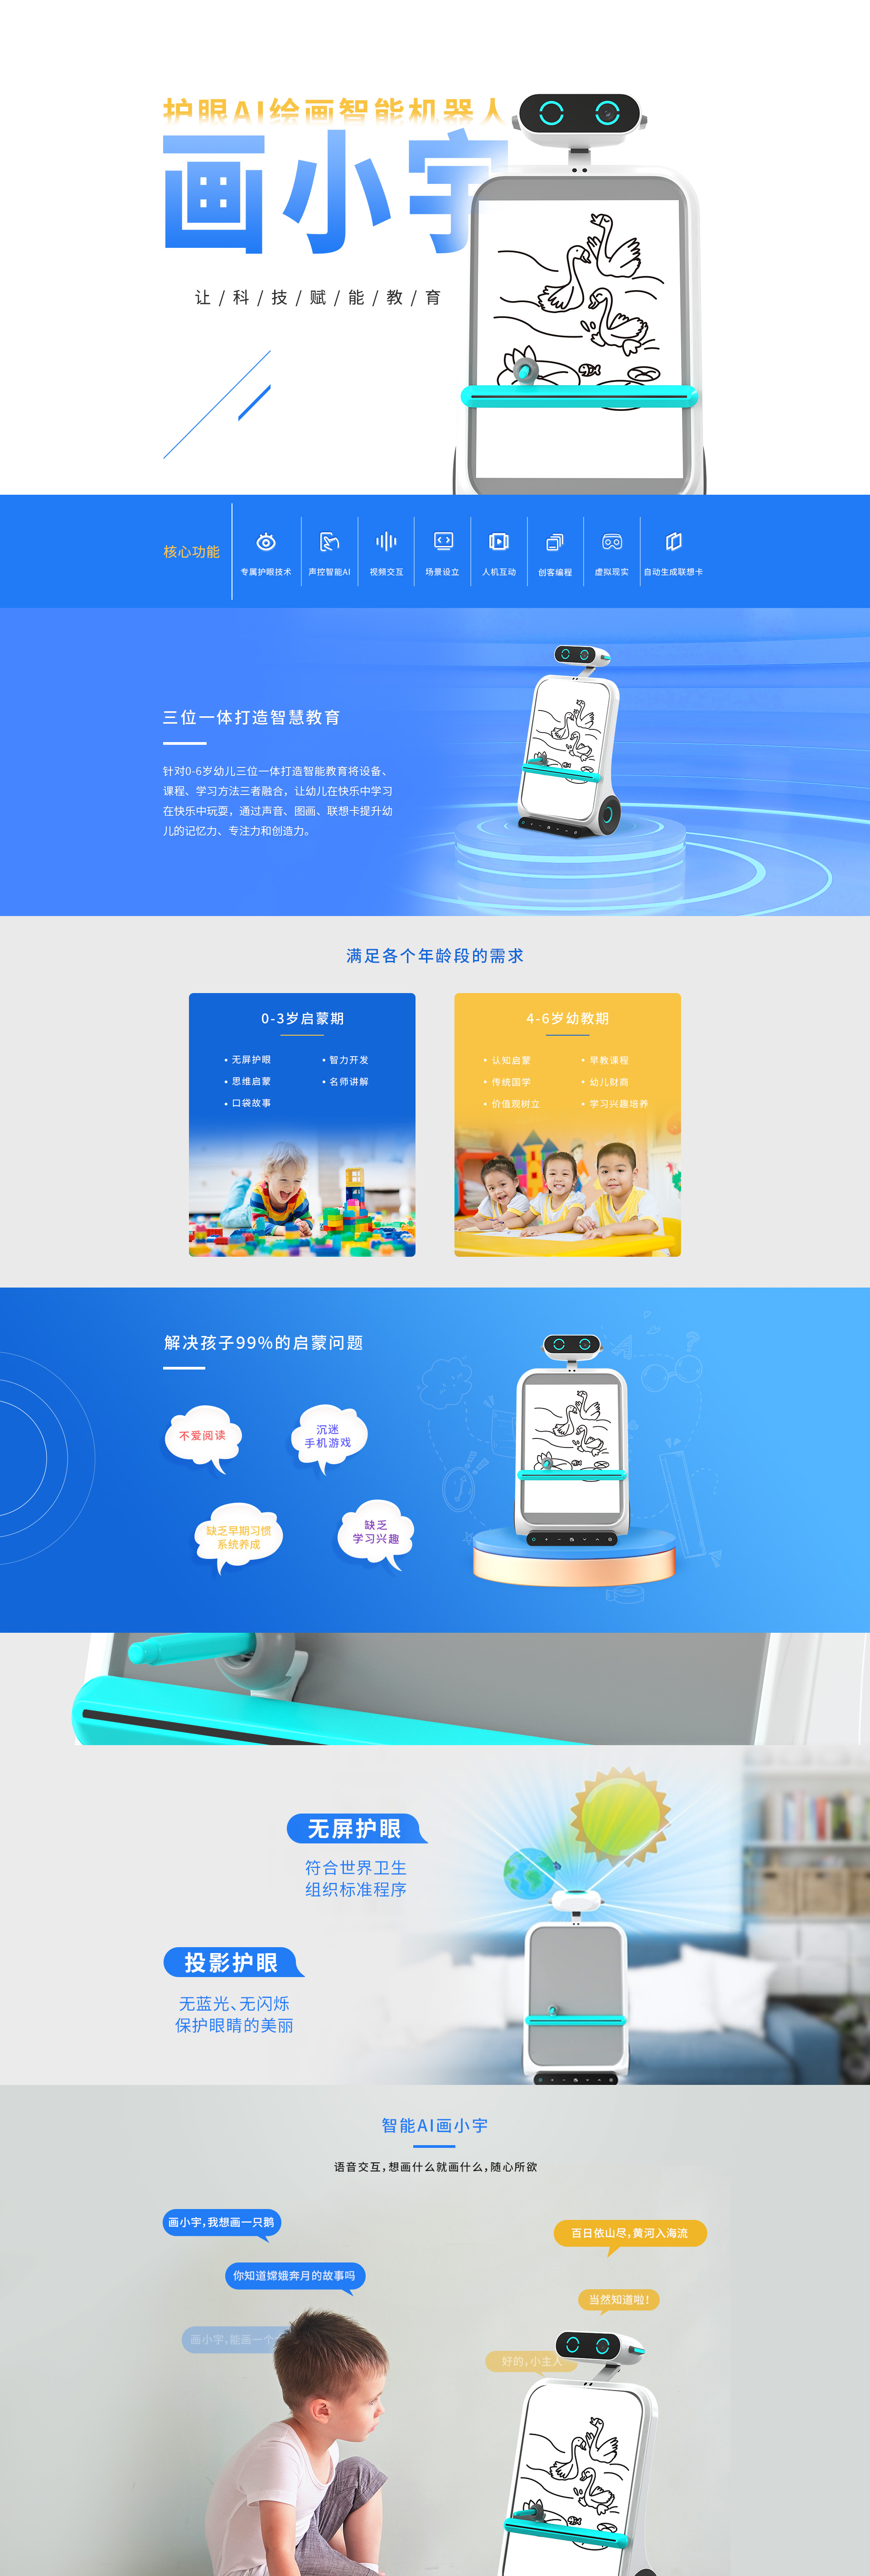 护眼AI绘画智能机器人
画小宇
让/科/技/赋/能/教/育
核心功能
专属护眼技术
声控智能AI
视频交互
场景设立
人机互动
创客编程
虚拟现实
自动生成联想卡
三位一体打造智慧教育
针对0-6岁幼儿三位一体打造智能教育将设备、
课程、学习方法三者融合，让幼儿在快乐中学习
在快乐中玩耍，通过声音、图画、联想卡提升幼
儿的记忆力、专注力和创造力。
满足各个年龄段的需求
0-3岁启蒙期
• 无屏护眼
• 智力开发
• 思维启蒙
• 名师讲解
• 口袋故事
4-6岁幼教期
• 认知启蒙
• 早教课程
• 传统国学
• 幼儿财商
• 价值观树立
• 学习兴趣培养
解决孩子99%的启蒙问题
不爱阅读
沉迷
手机游戏
缺乏早期习惯
系统养成
缺乏
学习兴趣
无屏护眼
符合世界卫生
组织标准程序
投影护眼
无蓝光、无闪烁
保护眼睛的美丽
智能AI画小宇
语音交互，想画什么就画什么，随心所欲
画小宇，我想画一只鹅
百日依山尽，黄河入海流
你知道嫦娥奔月的故事吗
当然知道啦！
画小宇，能画一个
好的，小主人